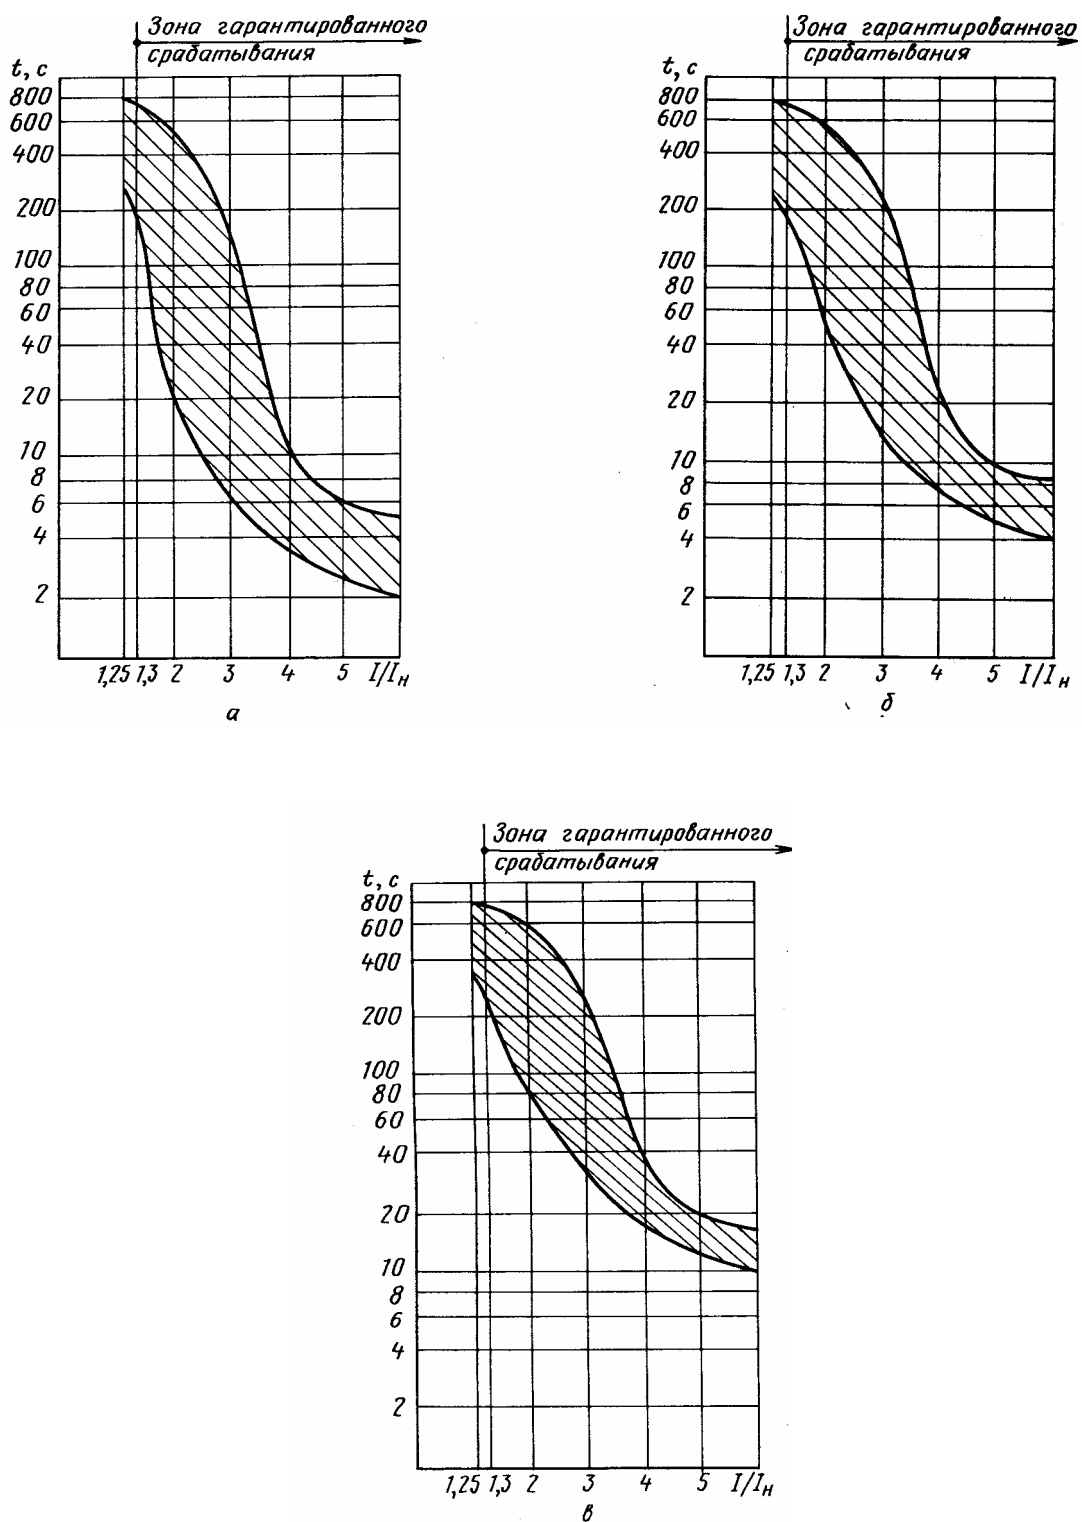 Зона гарантированного
срабатывания
t, с
800
600
400
200
100
80
60
40
20
10
8
6
4
2
1,25 1,3 2 3 4 5 I/Iн
а
Зона гарантированного
срабатывания
t, с
800
600
400
200
100
80
60
40
20
10
8
6
4
2
1,25 1,3 2 3 4 5 I/Iн
б
Зона гарантированного
срабатывания
t, с
800
600
400
200
100
80
60
40
20
10
8
6
4
2
1,25 1,3 2 3 4 5 I/Iн
в